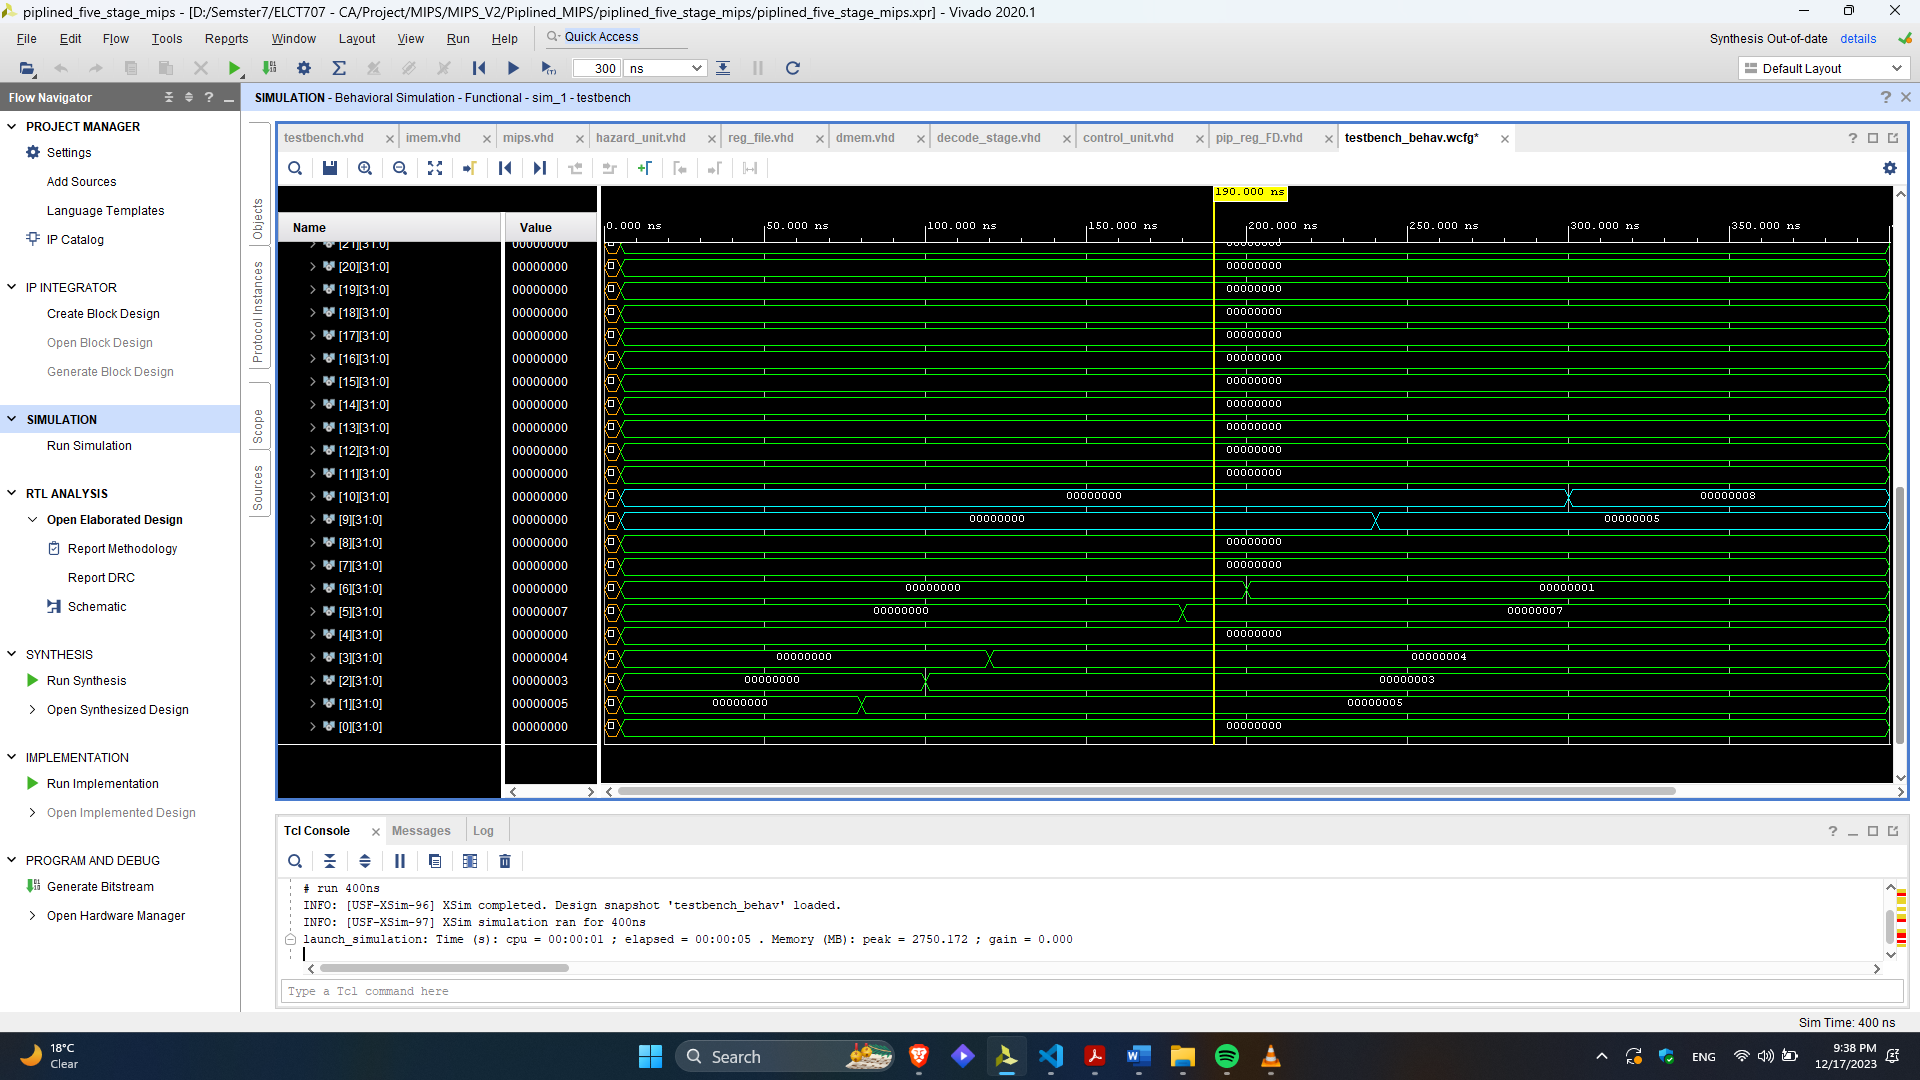 piplined_five_stage_mips - [D:/Semster7/ELCT707 - CA/Project/MIPS/MIPS_V2/Piplined_MIPS/piplined_five_stage_mips/piplined_five_stage_mips.xpr] - Vivado 2020.1
File Edit Flow Tools Reports Window Layout View Run Help Quick Access
Synthesis Out-of-date details
300 ns
Default Layout
Flow Navigator
SIMULATION - Behavioral Simulation - Functional - sim_1 - testbench
PROJECT MANAGER
Settings
Add Sources
Language Templates
IP Catalog
IP INTEGRATOR
Create Block Design
Open Block Design
Generate Block Design
SIMULATION
Run Simulation
RTL ANALYSIS
Open Elaborated Design
Report Methodology
Report DRC
Schematic
SYNTHESIS
Run Synthesis
Open Synthesized Design
IMPLEMENTATION
Run Implementation
Open Implemented Design
PROGRAM AND DEBUG
Generate Bitstream
Open Hardware Manager
Objects
Protocol Instances
Scope
Sources
testbench.vhd imem.vhd mips.vhd hazard_unit.vhd reg_file.vhd dmem.vhd decode_stage.vhd control_unit.vhd pip_reg_FD.vhd testbench_behav.wcfg*
190.000 ns
Name Value
0.000 ns 50.000 ns 100.000 ns 150.000 ns 200.000 ns 250.000 ns 300.000 ns 350.000 ns
[21][31:0] 00000000 00000000
[20][31:0] 00000000 00000000
[19][31:0] 00000000 00000000
[18][31:0] 00000000 00000000
[17][31:0] 00000000 00000000
[16][31:0] 00000000 00000000
[15][31:0] 00000000 00000000
[14][31:0] 00000000 00000000
[13][31:0] 00000000 00000000
[12][31:0] 00000000 00000000
[11][31:0] 00000000 00000000
[10][31:0] 00000000 00000000 00000008
[9][31:0] 00000000 00000000 00000005
[8][31:0] 00000000 00000000
[7][31:0] 00000000 00000000
[6][31:0] 00000000 00000000 00000001
[5][31:0] 00000007 00000000 00000007
[4][31:0] 00000000 00000000
[3][31:0] 00000004 00000000 00000004
[2][31:0] 00000003 00000000 00000003
[1][31:0] 00000005 00000000 00000005
[0][31:0] 00000000 00000000
Tcl Console Messages Log
# run 400ns
INFO: [USF-XSim-96] XSim completed. Design snapshot 'testbench_behav' loaded.
INFO: [USF-XSim-97] XSim simulation ran for 400ns
launch_simulation: Time (s): cpu = 00:00:01 ; elapsed = 00:00:05 . Memory (MB): peak = 2750.172 ; gain = 0.000
Type a Tcl command here
Sim Time: 400 ns
18°C
Clear
Search
ENG
9:38 PM
12/17/2023